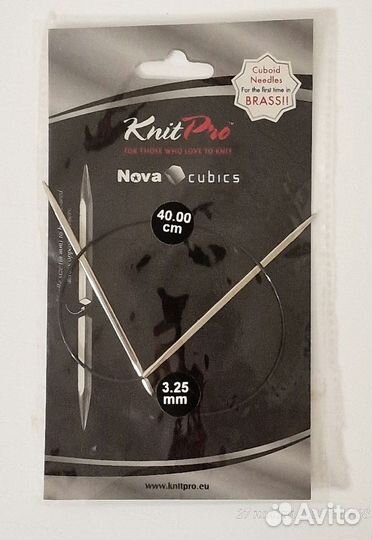 Cuboid
Needles
For the first time in
BRASS!!
KnitPro™
FOR THOSE WHO LOVE TO KNIT
Nova cubics
40.00
cm
3.25
mm
www.knitpro.eu
Avito